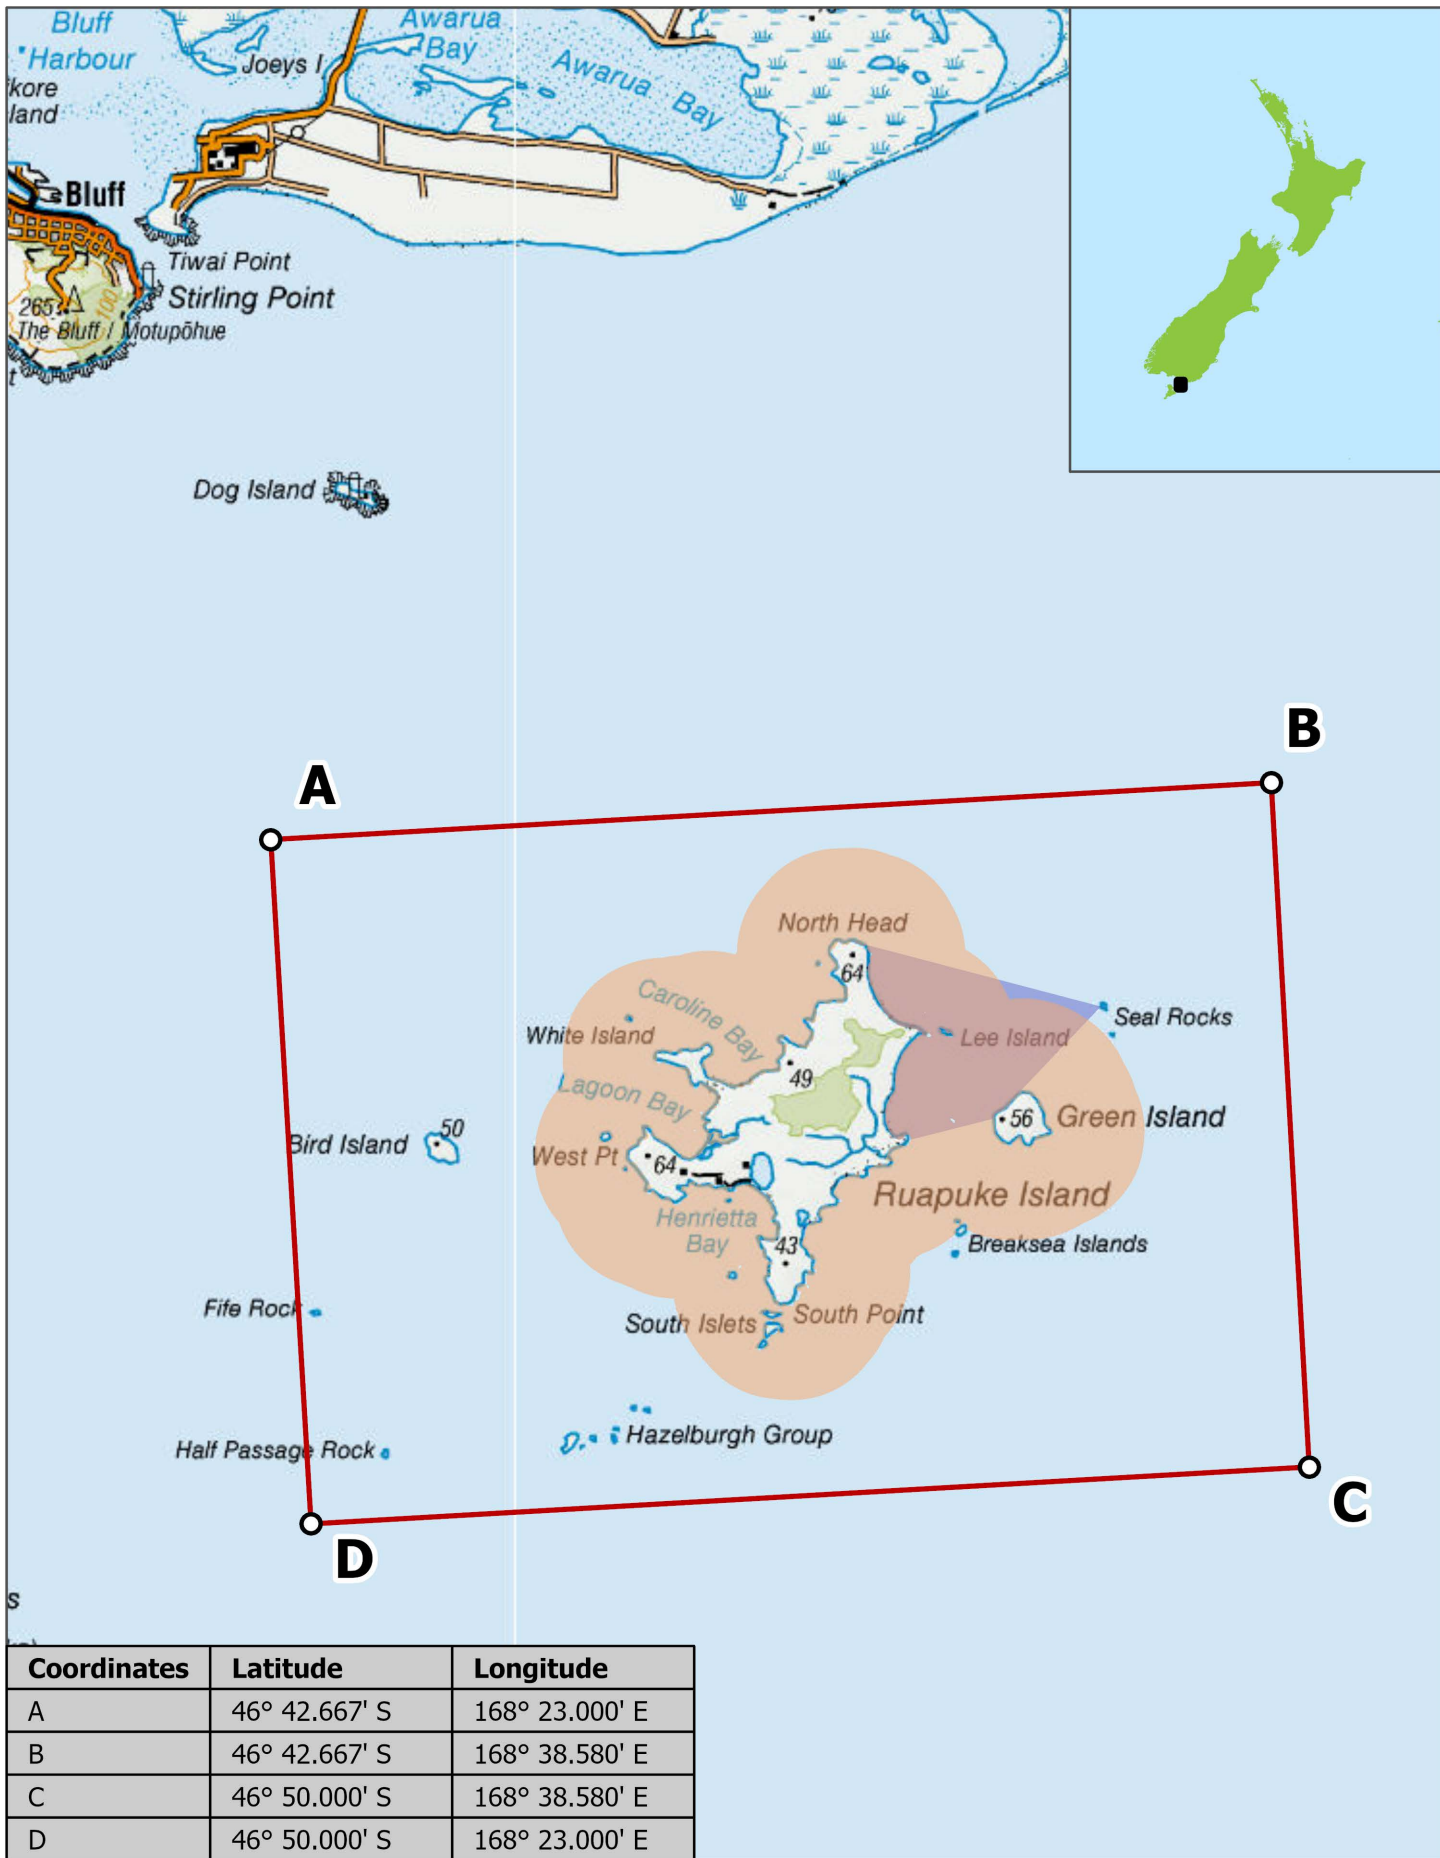 Bluff
Harbour
Awarua
Bay
Joeys I
Awarua Bay
kore
land
Bluff
Tiwai Point
Stirling Point
265
100
The Bluff / Motupōhue
t
Dog Island
A
B
North Head
64
Caroline Bay
White Island
Lee Island
Seal Rocks
49
Lagoon Bay
56
Green Island
50
Bird Island
West Pt
64
Ruapuke Island
Henrietta
Bay
43
Breaksea Islands
Fife Rock
South Islets
South Point
Half Passage Rock
Hazelburgh Group
C
D
s
Coordinates Latitude Longitude
A 46° 42.667' S 168° 23.000' E
B 46° 42.667' S 168° 38.580' E
C 46° 50.000' S 168° 38.580' E
D 46° 50.000' S 168° 23.000' E